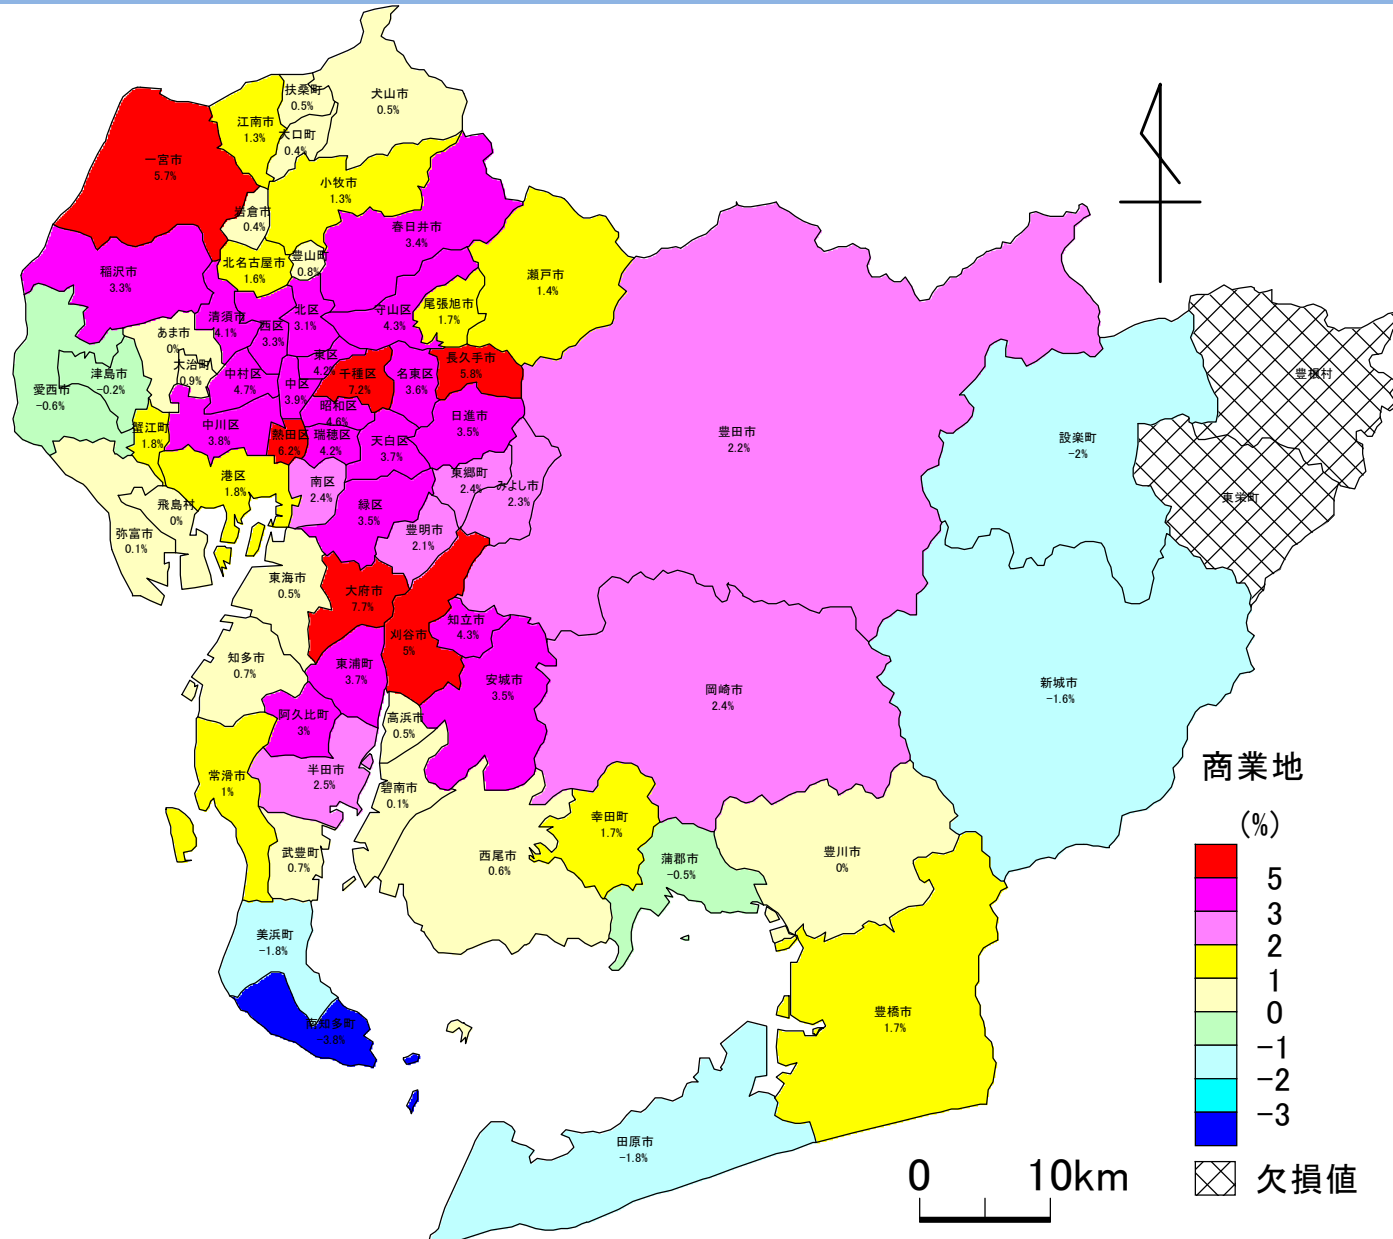 扶桑町
0.5%
犬山市
0.5%
江南市
1.3%
大口町
0.4%
一宮市
5.7%
小牧市
1.3%
岩倉市
0.4%
春日井市
3.4%
稲沢市
3.3%
北名古屋市
1.6%
豊山町
0.8%
瀬戸市
1.4%
清須市
4.1%
西区
3.3%
北区
3.1%
守山区
4.3%
尾張旭市
1.7%
あま市
0%
大治町
0.9%
津島市
-0.2%
愛西市
-0.6%
中村区
4.7%
東区
4.2%
中区
3.9%
千種区
7.2%
名東区
3.6%
長久手市
5.8%
昭和区
4.6%
日進市
3.5%
蟹江町
1.8%
中川区
3.8%
熱田区
6.2%
瑞穂区
4.2%
天白区
3.7%
豊田市
2.2%
設楽町
-2%
豊根村
東栄町
港区
1.8%
南区
2.4%
東郷町
2.4%
みよし市
2.3%
飛島村
0%
弥富市
0.1%
緑区
3.5%
豊明市
2.1%
東海市
0.5%
大府市
7.7%
刈谷市
5%
知立市
4.3%
知多市
0.7%
東浦町
3.7%
安城市
3.5%
岡崎市
2.4%
新城市
-1.6%
阿久比町
3%
高浜市
0.5%
常滑市
1%
半田市
2.5%
碧南市
0.1%
武豊町
0.7%
西尾市
0.6%
幸田町
1.7%
蒲郡市
-0.5%
豊川市
0%
美浜町
-1.8%
南知多町
-3.8%
豊橋市
1.7%
田原市
-1.8%
商業地
(%)
5
3
2
1
0
-1
-2
-3
欠損値
0 10km